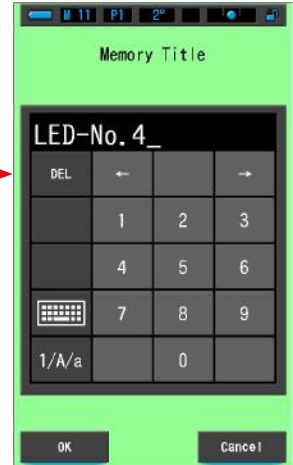 M 11 P1 2°
Memory Title
LED-No.4_
DEL ← →
1 2 3
4 5 6
7 8 9
1/A/a 0
OK Cancel